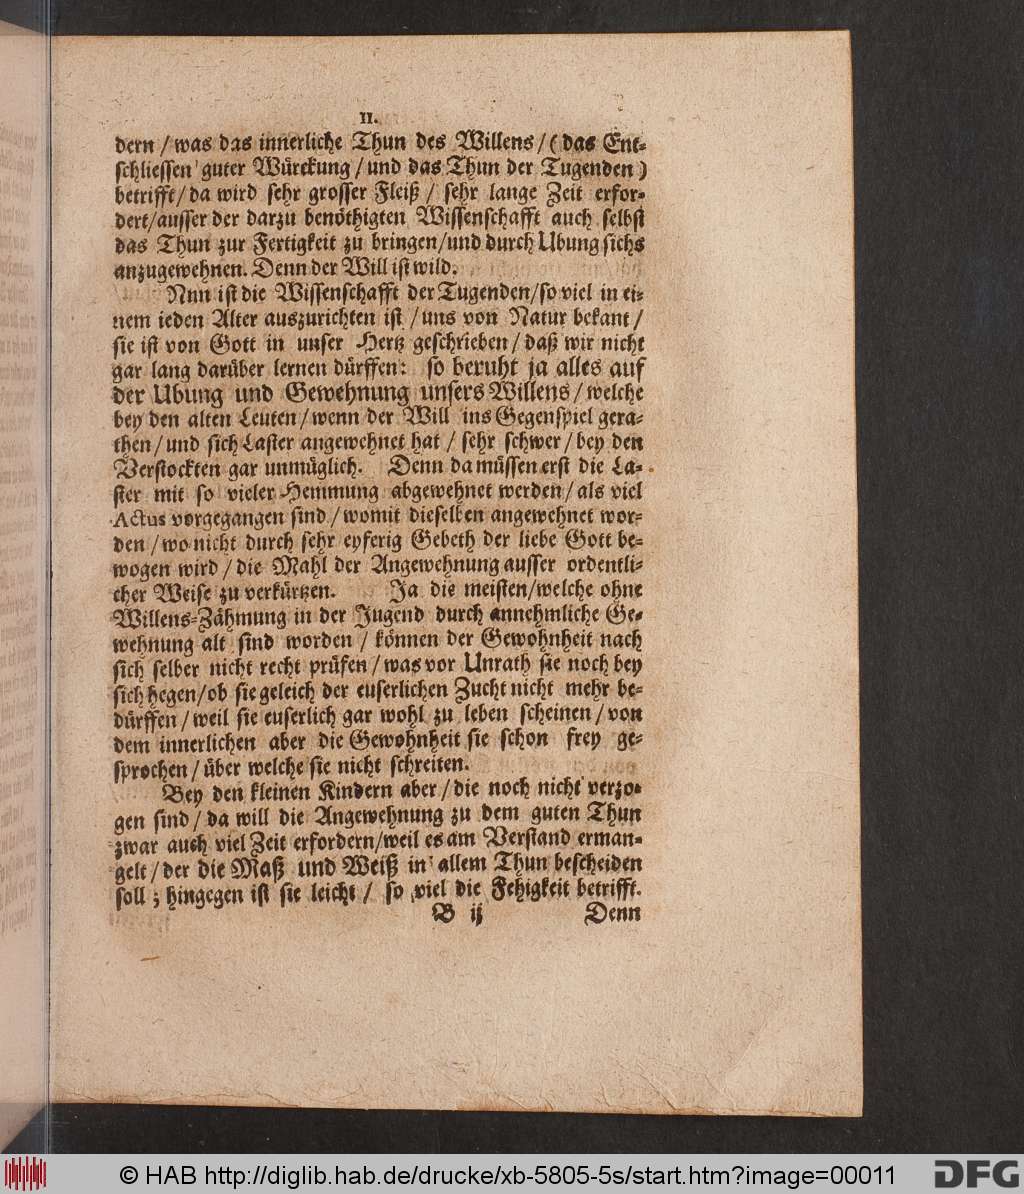 11.
dern / was das innerliche Thun des Willens / (das Ent-
schliessen guter Würckung / und das Thun der Tugenden)
betrifft / da wird sehr grosser Fleiß / sehr lange Zeit erfor-
dert / ausser der darzu benöthigten Wissenschafft auch selbst
das Thun zur Fertigkeit zu bringen / und durch Ubung sichs
anzugewehnen. Denn der Will ist wild.
Nnn ist die Wissenschafft der Tugenden / so viel in ei-
nem ieden Alter auszurichten ist / uns von Natur bekant /
sie ist von Gott in unser Hertz geschrieben / daß wir nicht
gar lang darüber lernen dürffen: so beruht ja alles auf
der Ubung und Gewehnung unsers Willens / welche
bey den alten Leuten / wenn der Will ins Gegenspiel gera-
then / und sich Laster angewehnet hat / sehr schwer / bey den
Verstockten gar unmüglich. Denn da müssen erst die La-
ster mit so vieler Hemmung abgewehnet werden / als viel
Actus vorgegangen sind / womit dieselben angewehnet wor-
den / wo nicht durch sehr eyferig Gebeth der liebe Gott be-
wogen wird / die Mahl der Angewehnung ausser ordentli-
cher Weise zu verkürtzen. Ja die meisten / welche ohne
Willens-Zähmung in der Jugend durch annehmliche Ge-
wehnung alt sind worden / können der Gewohnheit nach
sich selber nicht recht prüfen / was vor Unrath sie noch bey
sich hegen / ob sie geleich der euserlichen Zucht nicht mehr be-
dürffen / weil sie euserlich gar wohl zu leben scheinen / von
dem innerlichen aber die Gewohnheit sie schon frey ge-
sprochen / über welche sie nicht schreiten.
Bey den kleinen Kindern aber / die noch nicht verzo-
gen sind / da will die Angewehnung zu dem guten Thun
zwar auch viel Zeit erfordern / weil es am Verstand erman-
gelt / der die Maß und Weiß in allem Thun bescheiden
soll ; hingegen ist sie leicht / so viel die Fehigkeit betrifft.
B ij Denn
© HAB http://diglib.hab.de/drucke/xb-5805-5s/start.htm?image=00011
DFG